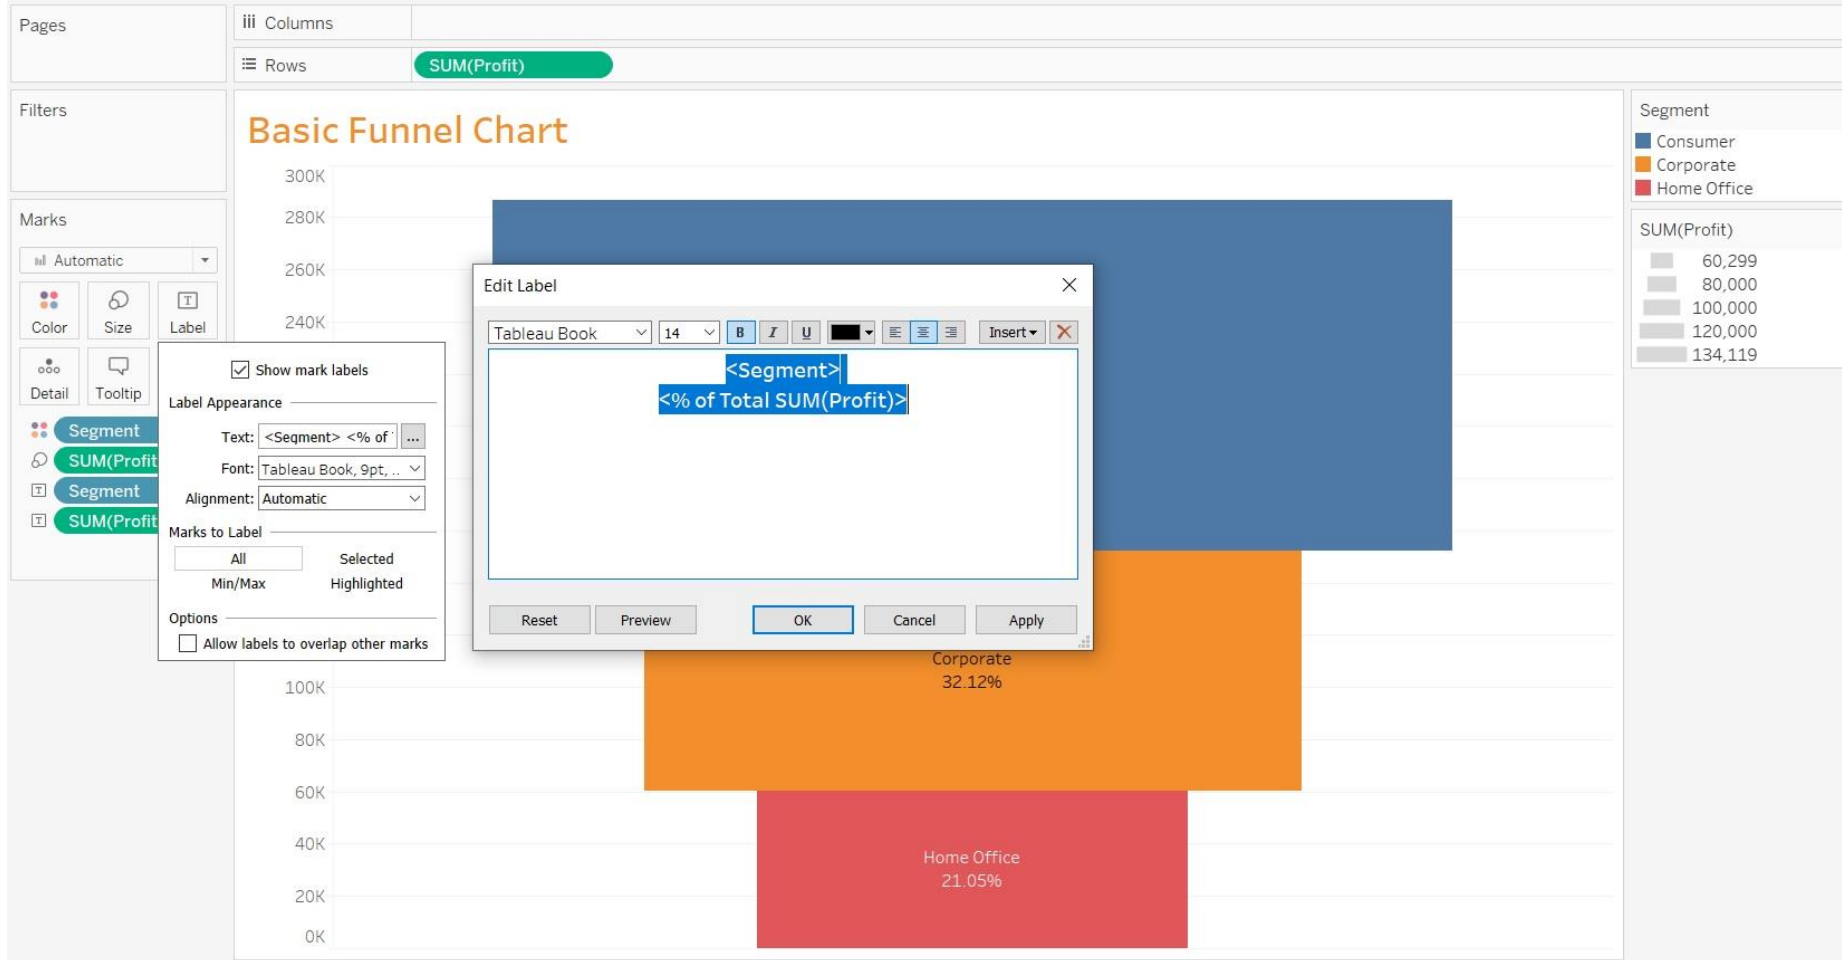 Pages
Columns
Rows
SUM(Profit)
Filters
Marks
Automatic
Color
Size
Label
Detail
Tooltip
Segment
SUM(Profit
Segment
SUM(Profit
Show mark labels
Label Appearance
Text: <Segment> <% of
...
Font: Tableau Book, 9pt, ..
Alignment: Automatic
Marks to Label
All
Selected
Min/Max
Highlighted
Options
Allow labels to overlap other marks
Basic Funnel Chart
300K
280K
260K
240K
100K
80K
60K
40K
20K
0K
Edit Label
Tableau Book
14
B
I
U
Insert
<Segment>
<% of Total SUM(Profit)>
Reset
Preview
OK
Cancel
Apply
Corporate
32.12%
Home Office
21.05%
Segment
Consumer
Corporate
Home Office
SUM(Profit)
60,299
80,000
100,000
120,000
134,119